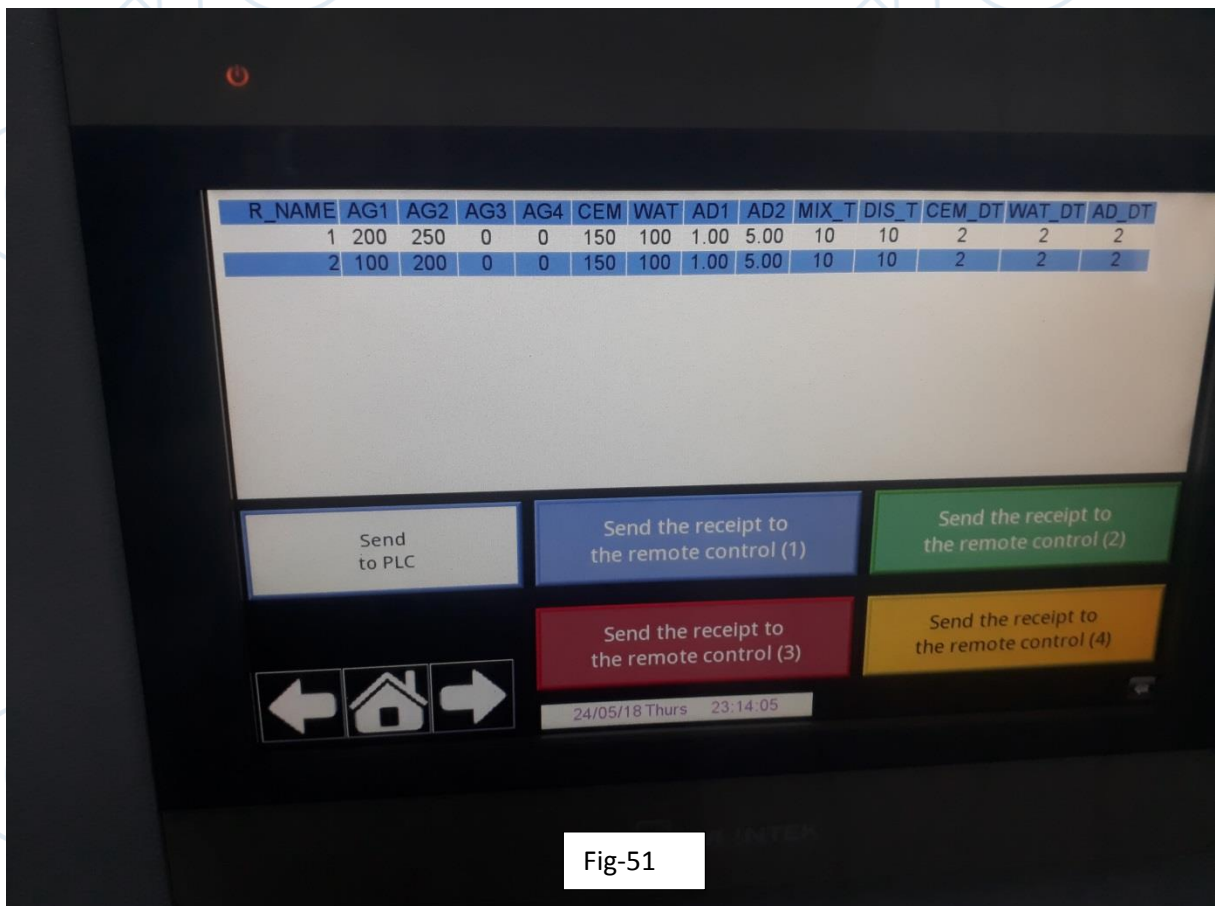 R_NAME AG1 AG2 AG3 AG4 CEM WAT AD1 AD2 MIX_T DIS_T CEM_DT WAT_DT AD_DT
1 200 250 0 0 150 100 1.00 5.00 10 10 2 2 2
2 100 200 0 0 150 100 1.00 5.00 10 10 2 2 2
Send
to PLC
Send the receipt to
the remote control (1)
Send the receipt to
the remote control (2)
Send the receipt to
the remote control (3)
Send the receipt to
the remote control (4)
24/05/18 Thurs 23:14:05
Fig-51